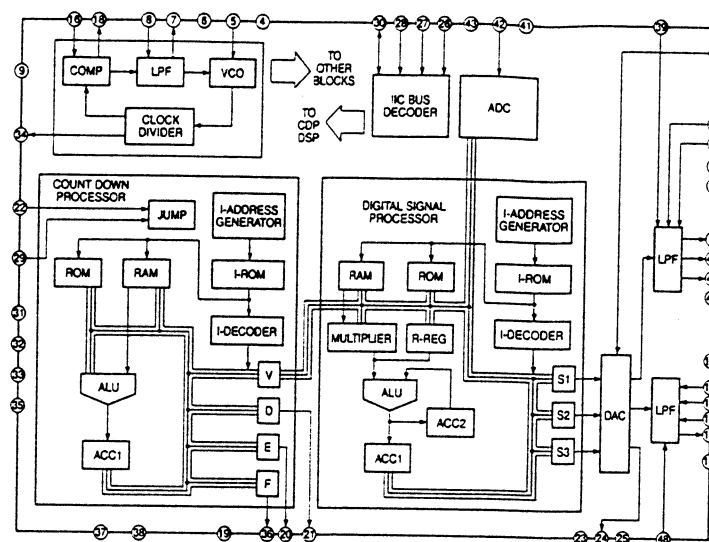 16 18 8 7 6 5 4 30 28 27 26 43 42 41 39
9
COMP
LPF
VCO
CLOCK
DIVIDER
34
TO
OTHER
BLOCKS
TO
CDP
DSP
IIC BUS
DECODER
ADC
COUNT DOWN
PROCESSOR
22
JUMP
29
I-ADDRESS
GENERATOR
ROM
RAM
I-ROM
I-DECODER
31
32
33
35
ALU
ACC1
V
D
E
F
DIGITAL SIGNAL
PROCESSOR
I-ADDRESS
GENERATOR
RAM
ROM
I-ROM
MULTIPLIER
R-REG
I-DECODER
ALU
ACC2
ACC1
S1
S2
S3
DAC
LPF
LPF
37 38 19 36 20 21 23 24 25 48